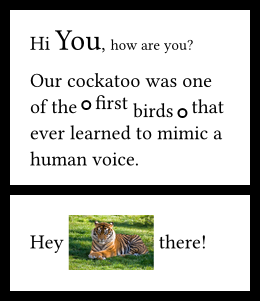 Hi You, how are you?
Our cockatoo was one
of the first birds that
ever learned to mimic a
human voice.
Hey there!